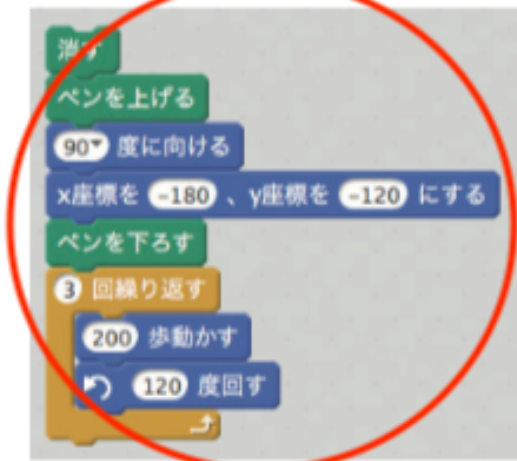 消す
ペンを上げる
90 度に向ける
x座標を -180 、y座標を -120 にする
ペンを下ろす
3 回繰り返す
200 歩動かす
120 度回す